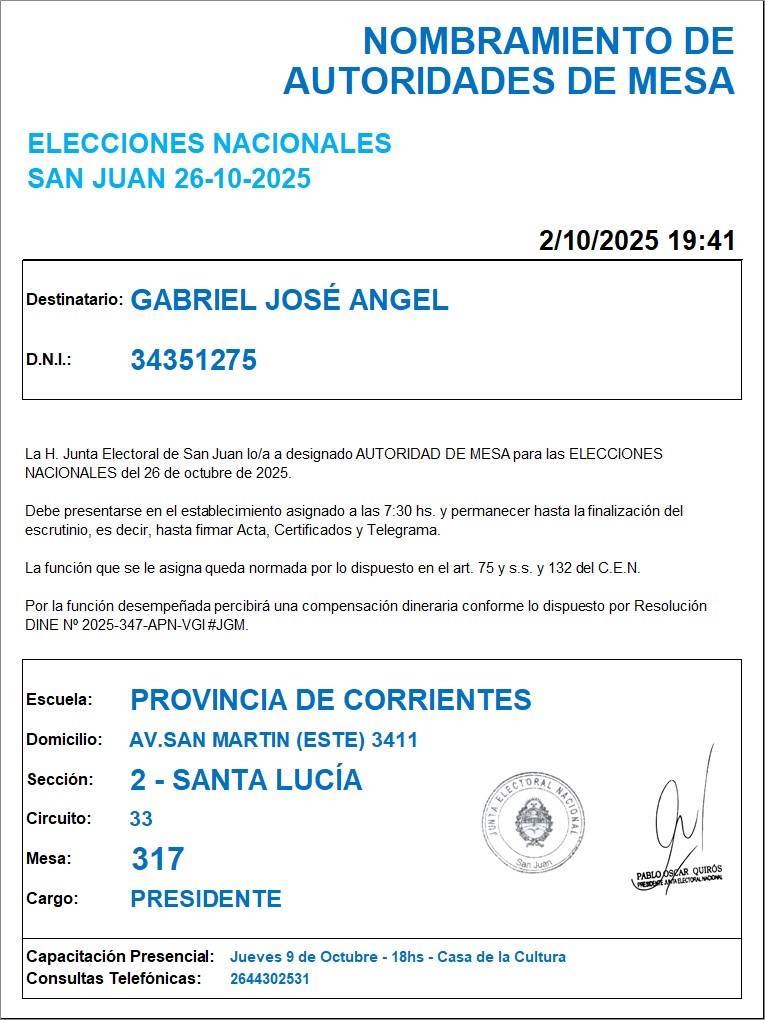 NOMBRAMIENTO DE
AUTORIDADES DE MESA
ELECCIONES NACIONALES
SAN JUAN 26-10-2025
2/10/2025 19:41
Destinatario: GABRIEL JOSÉ ANGEL
D.N.I.: 34351275
La H. Junta Electoral de San Juan lo/a a designado AUTORIDAD DE MESA para las ELECCIONES
NACIONALES del 26 de octubre de 2025.
Debe presentarse en el establecimiento asignado a las 7:30 hs. y permanecer hasta la finalización del
escrutinio, es decir, hasta firmar Acta, Certificados y Telegrama.
La función que se le asigna queda normada por lo dispuesto en el art. 75 y s.s. y 132 del C.E.N.
Por la función desempeñada percibirá una compensación dineraria conforme lo dispuesto por Resolución
DINE Nº 2025-347-APN-VGI#JGM.
Escuela: PROVINCIA DE CORRIENTES
Domicilio: AV.SAN MARTIN (ESTE) 3411
Sección: 2 - SANTA LUCÍA
Circuito: 33
Mesa: 317
Cargo: PRESIDENTE
JUNTA ELECTORAL NACIONAL
San Juan
PABLO OSCAR QUIRÓS
PRESIDENTE JUNTA ELECTORAL NACIONAL
Capacitación Presencial: Jueves 9 de Octubre - 18hs - Casa de la Cultura
Consultas Telefónicas: 2644302531